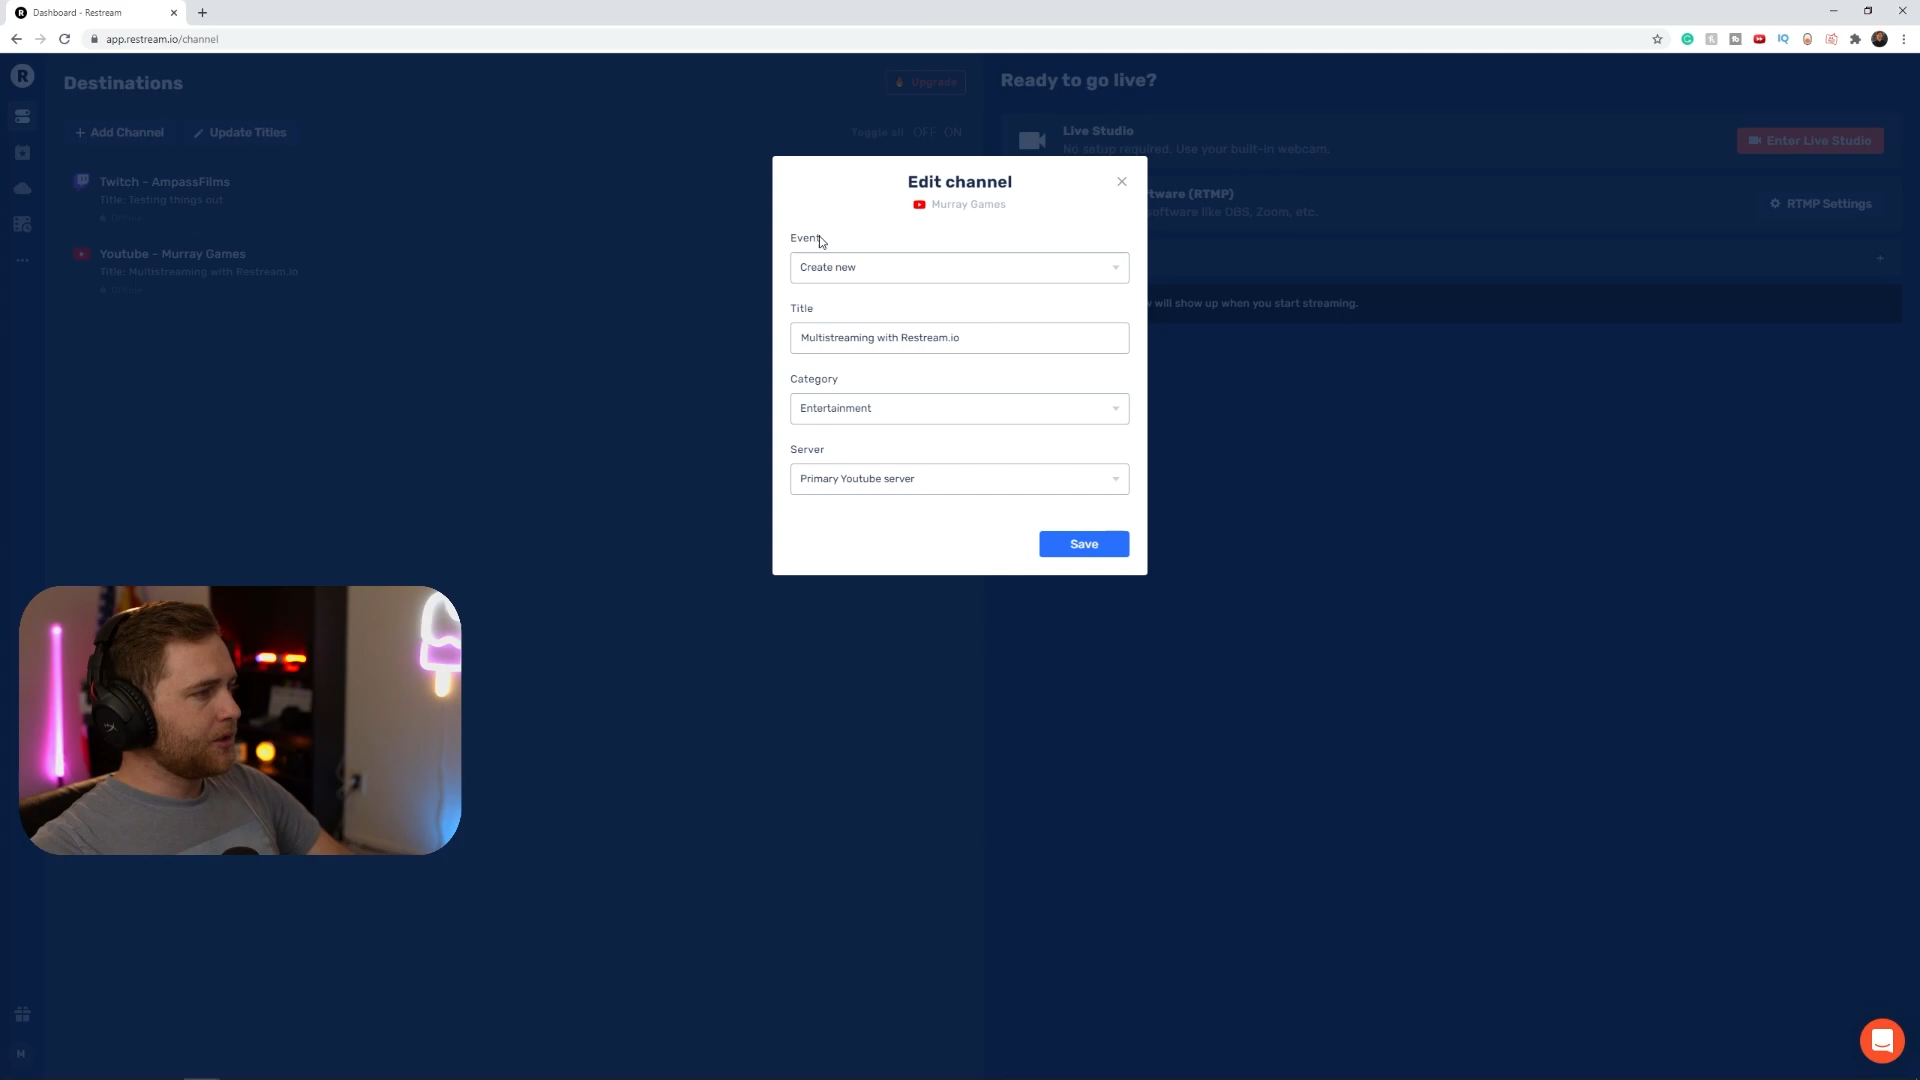 Dashboard - Restream
app.restream.io/channel
IQ
R
Destinations
Upgrade
+ Add Channel
Update Titles
Toggle all OFF ON
Twitch - AmpassFilms
Title: Testing things out
Youtube - Murray Games
Title: Multistreaming with Restream.io
M
Edit channel
Murray Games
Event
Create new
Title
Multistreaming with Restream.io
Category
Entertainment
Server
Primary Youtube server
Save
Ready to go live?
Live Studio
No setup required. Use your built-in webcam.
Enter Live Studio
tware (RTMP)
software like OBS, Zoom, etc.
RTMP Settings
+
w will show up when you start streaming.